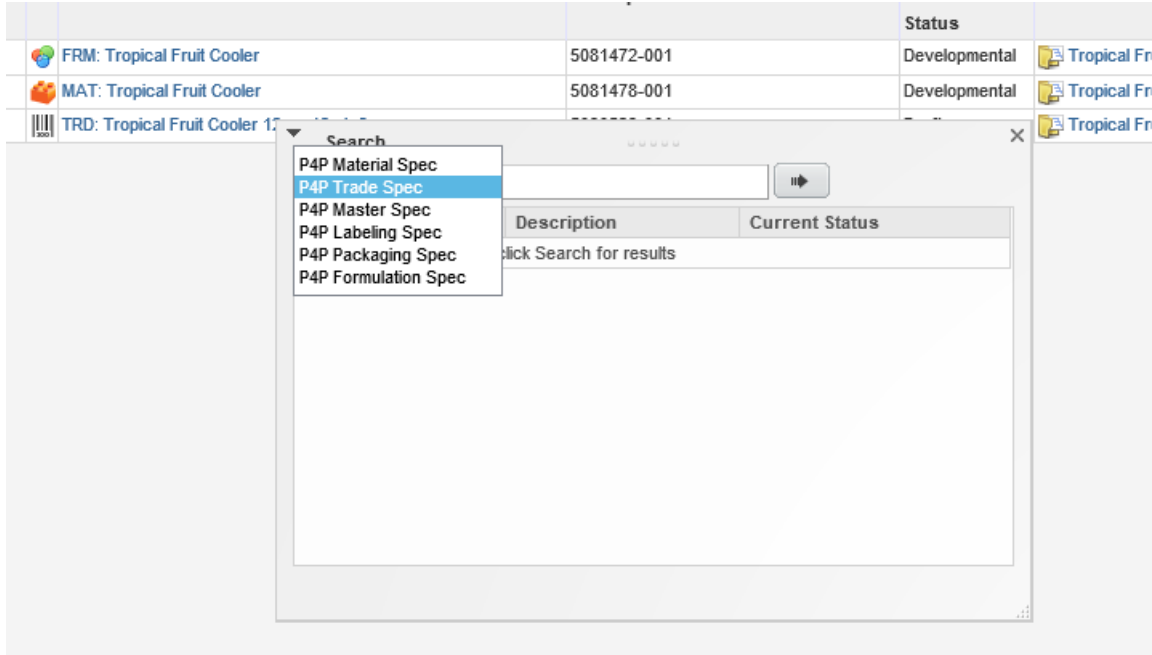 Status
FRM: Tropical Fruit Cooler 5081472-001 Developmental Tropical Fr
MAT: Tropical Fruit Cooler 5081478-001 Developmental Tropical Fr
TRD: Tropical Fruit Cooler 1 Tropical Fr
Search
P4P Material Spec
P4P Trade Spec
P4P Master Spec
P4P Labeling Spec
P4P Packaging Spec
P4P Formulation Spec
Description Current Status
click Search for results